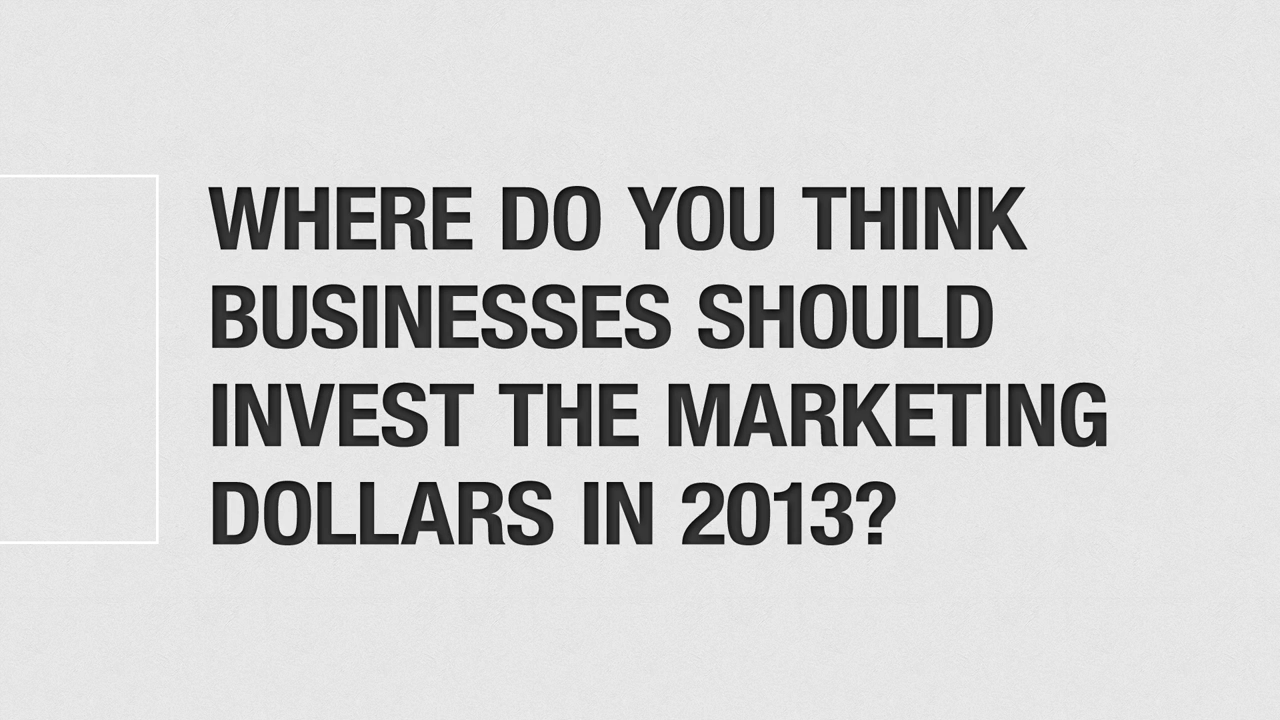 WHERE DO YOU THINK
BUSINESSES SHOULD
INVEST THE MARKETING
DOLLARS IN 2013?